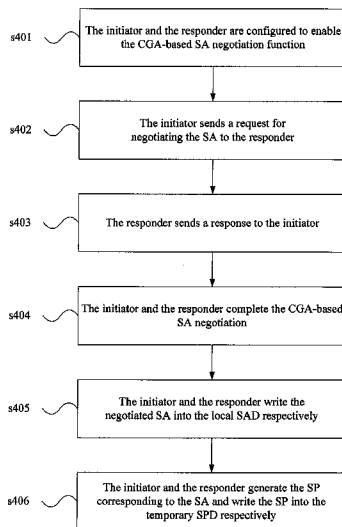 s401
The initiator and the responder are configured to enable
the CGA-based SA negotiation function
s402
The initiator sends a request for
negotiating the SA to the responder
s403
The responder sends a response to the initiator
s404
The initiator and the responder complete the CGA-based
SA negotiation
s405
The initiator and the responder write the
negotiated SA into the local SAD respectively
s406
The initiator and the responder generate the SP
corresponding to the SA and write the SP into the
temporary SPD respectively